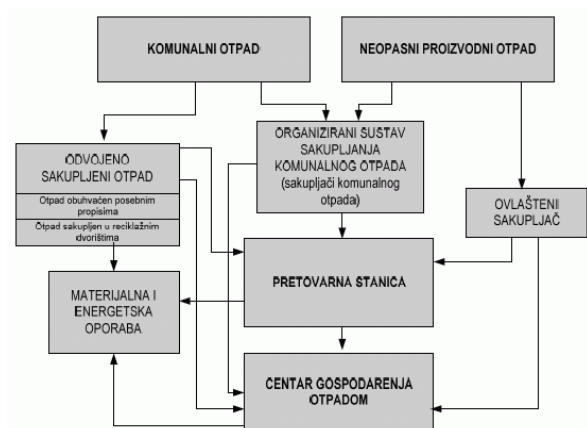 KOMUNALNI OTPAD
NEOPASNI PROIZVODNI OTPAD
ODVOJENO
SAKUPLJENI OTPAD
Otpad obuhvaćen posebnim
propisima
Otpad sakupljen u reciklažnim
dvorištima
ORGANIZIRANI SUSTAV
SAKUPLJANJA
KOMUNALNOG OTPADA
(sakupljači komunalnog
otpada)
OVLAŠTENI
SAKUPLJAČ
PRETOVARNA STANICA
MATERIJALNA I
ENERGETSKA
OPORABA
CENTAR GOSPODARENJA
OTPADOM